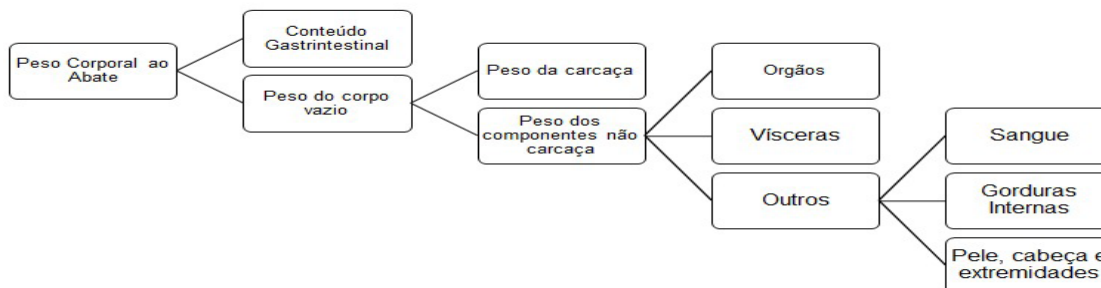 Peso Corporal ao
Abate
Conteúdo
Gastrintestinal
Peso do corpo
vazio
Peso da carcaça
Peso dos
componentes não
carcaça
Orgãos
Vísceras
Outros
Sangue
Gorduras
Internas
Pele, cabeça e
extremidades